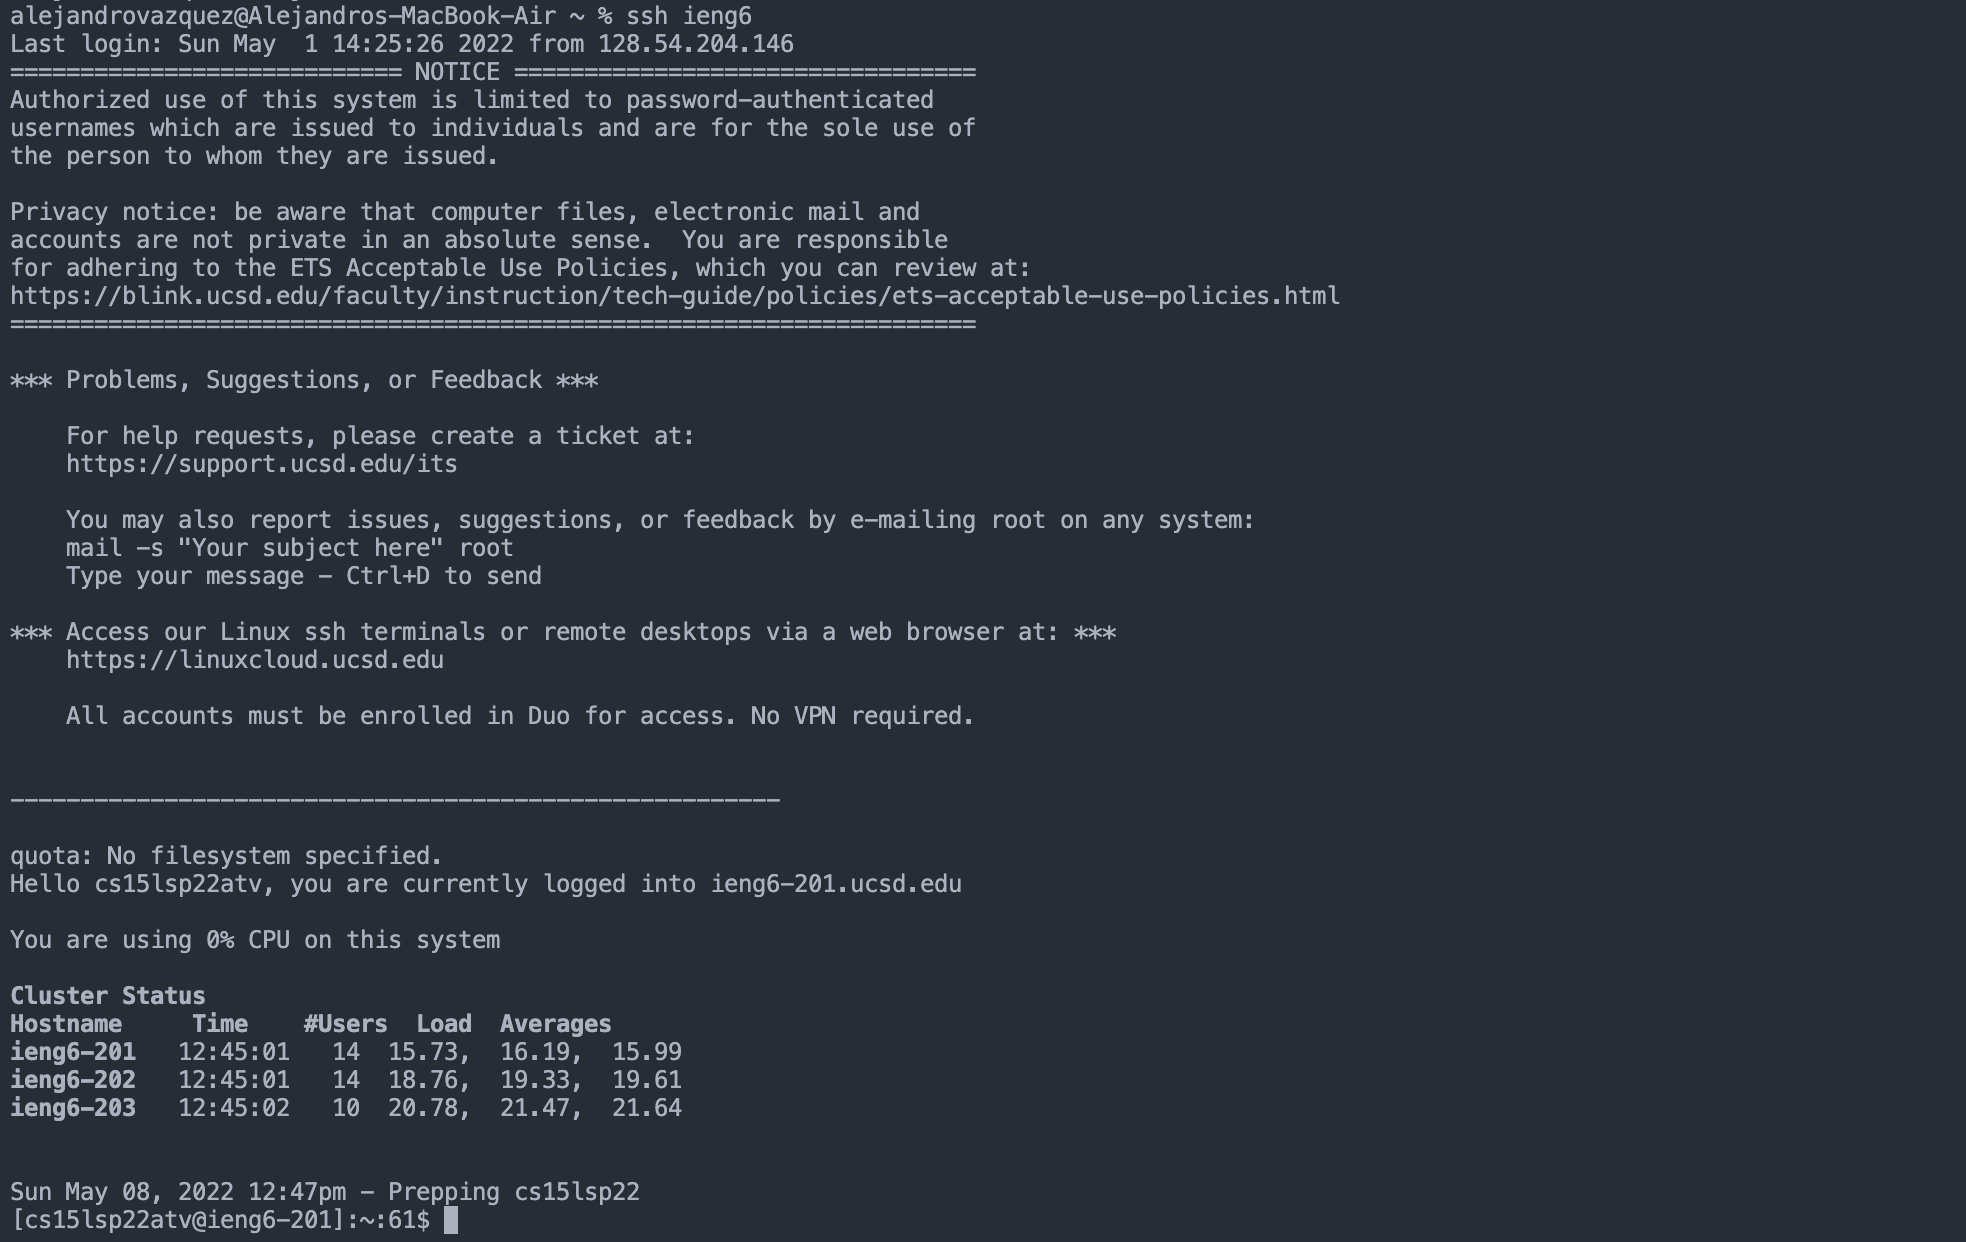 alejandrovazquez@Alejandros-MacBook-Air ~ % ssh ieng6
Last login: Sun May  1 14:25:26 2022 from 128.54.204.146
============================ NOTICE =================================
Authorized use of this system is limited to password-authenticated
usernames which are issued to individuals and are for the sole use of
the person to whom they are issued.

Privacy notice: be aware that computer files, electronic mail and
accounts are not private in an absolute sense.  You are responsible
for adhering to the ETS Acceptable Use Policies, which you can review at:
https://blink.ucsd.edu/faculty/instruction/tech-guide/policies/ets-acceptable-use-policies.html
=====================================================================

*** Problems, Suggestions, or Feedback ***

    For help requests, please create a ticket at:
    https://support.ucsd.edu/its

    You may also report issues, suggestions, or feedback by e-mailing root on any system:
    mail -s "Your subject here" root
    Type your message - Ctrl+D to send

*** Access our Linux ssh terminals or remote desktops via a web browser at: ***
    https://linuxcloud.ucsd.edu

    All accounts must be enrolled in Duo for access. No VPN required.


-------------------------------------------------------

quota: No filesystem specified.
Hello cs15lsp22atv, you are currently logged into ieng6-201.ucsd.edu

You are using 0% CPU on this system

Cluster Status
Hostname     Time    #Users  Load  Averages
ieng6-201   12:45:01   14  15.73,  16.19,  15.99
ieng6-202   12:45:01   14  18.76,  19.33,  19.61
ieng6-203   12:45:02   10  20.78,  21.47,  21.64


Sun May 08, 2022 12:47pm - Prepping cs15lsp22
[cs15lsp22atv@ieng6-201]:~:61$